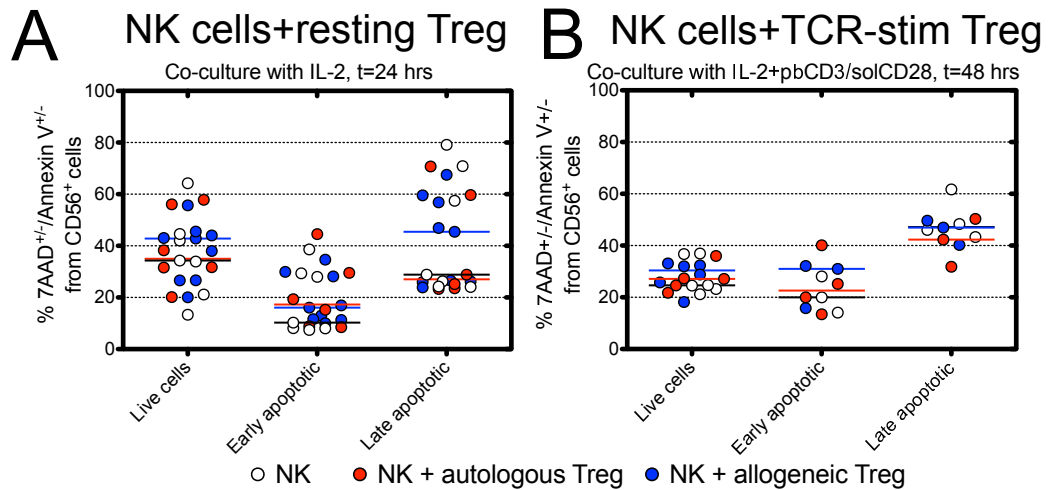 A
NK cells+resting Treg
Co-culture with IL-2, t=24 hrs
% 7AAD+/-/Annexin V+/-
from CD56+ cells
100
80
60
40
20
0
Live cells
Early apoptotic
Late apoptotic
B
NK cells+TCR-stim Treg
Co-culture with IL-2+pbCD3/solCD28, t=48 hrs
% 7AAD+/-/Annexin V+/-
from CD56+ cells
100
80
60
40
20
0
Live cells
Early apoptotic
Late apoptotic
NK
NK + autologous Treg
NK + allogeneic Treg